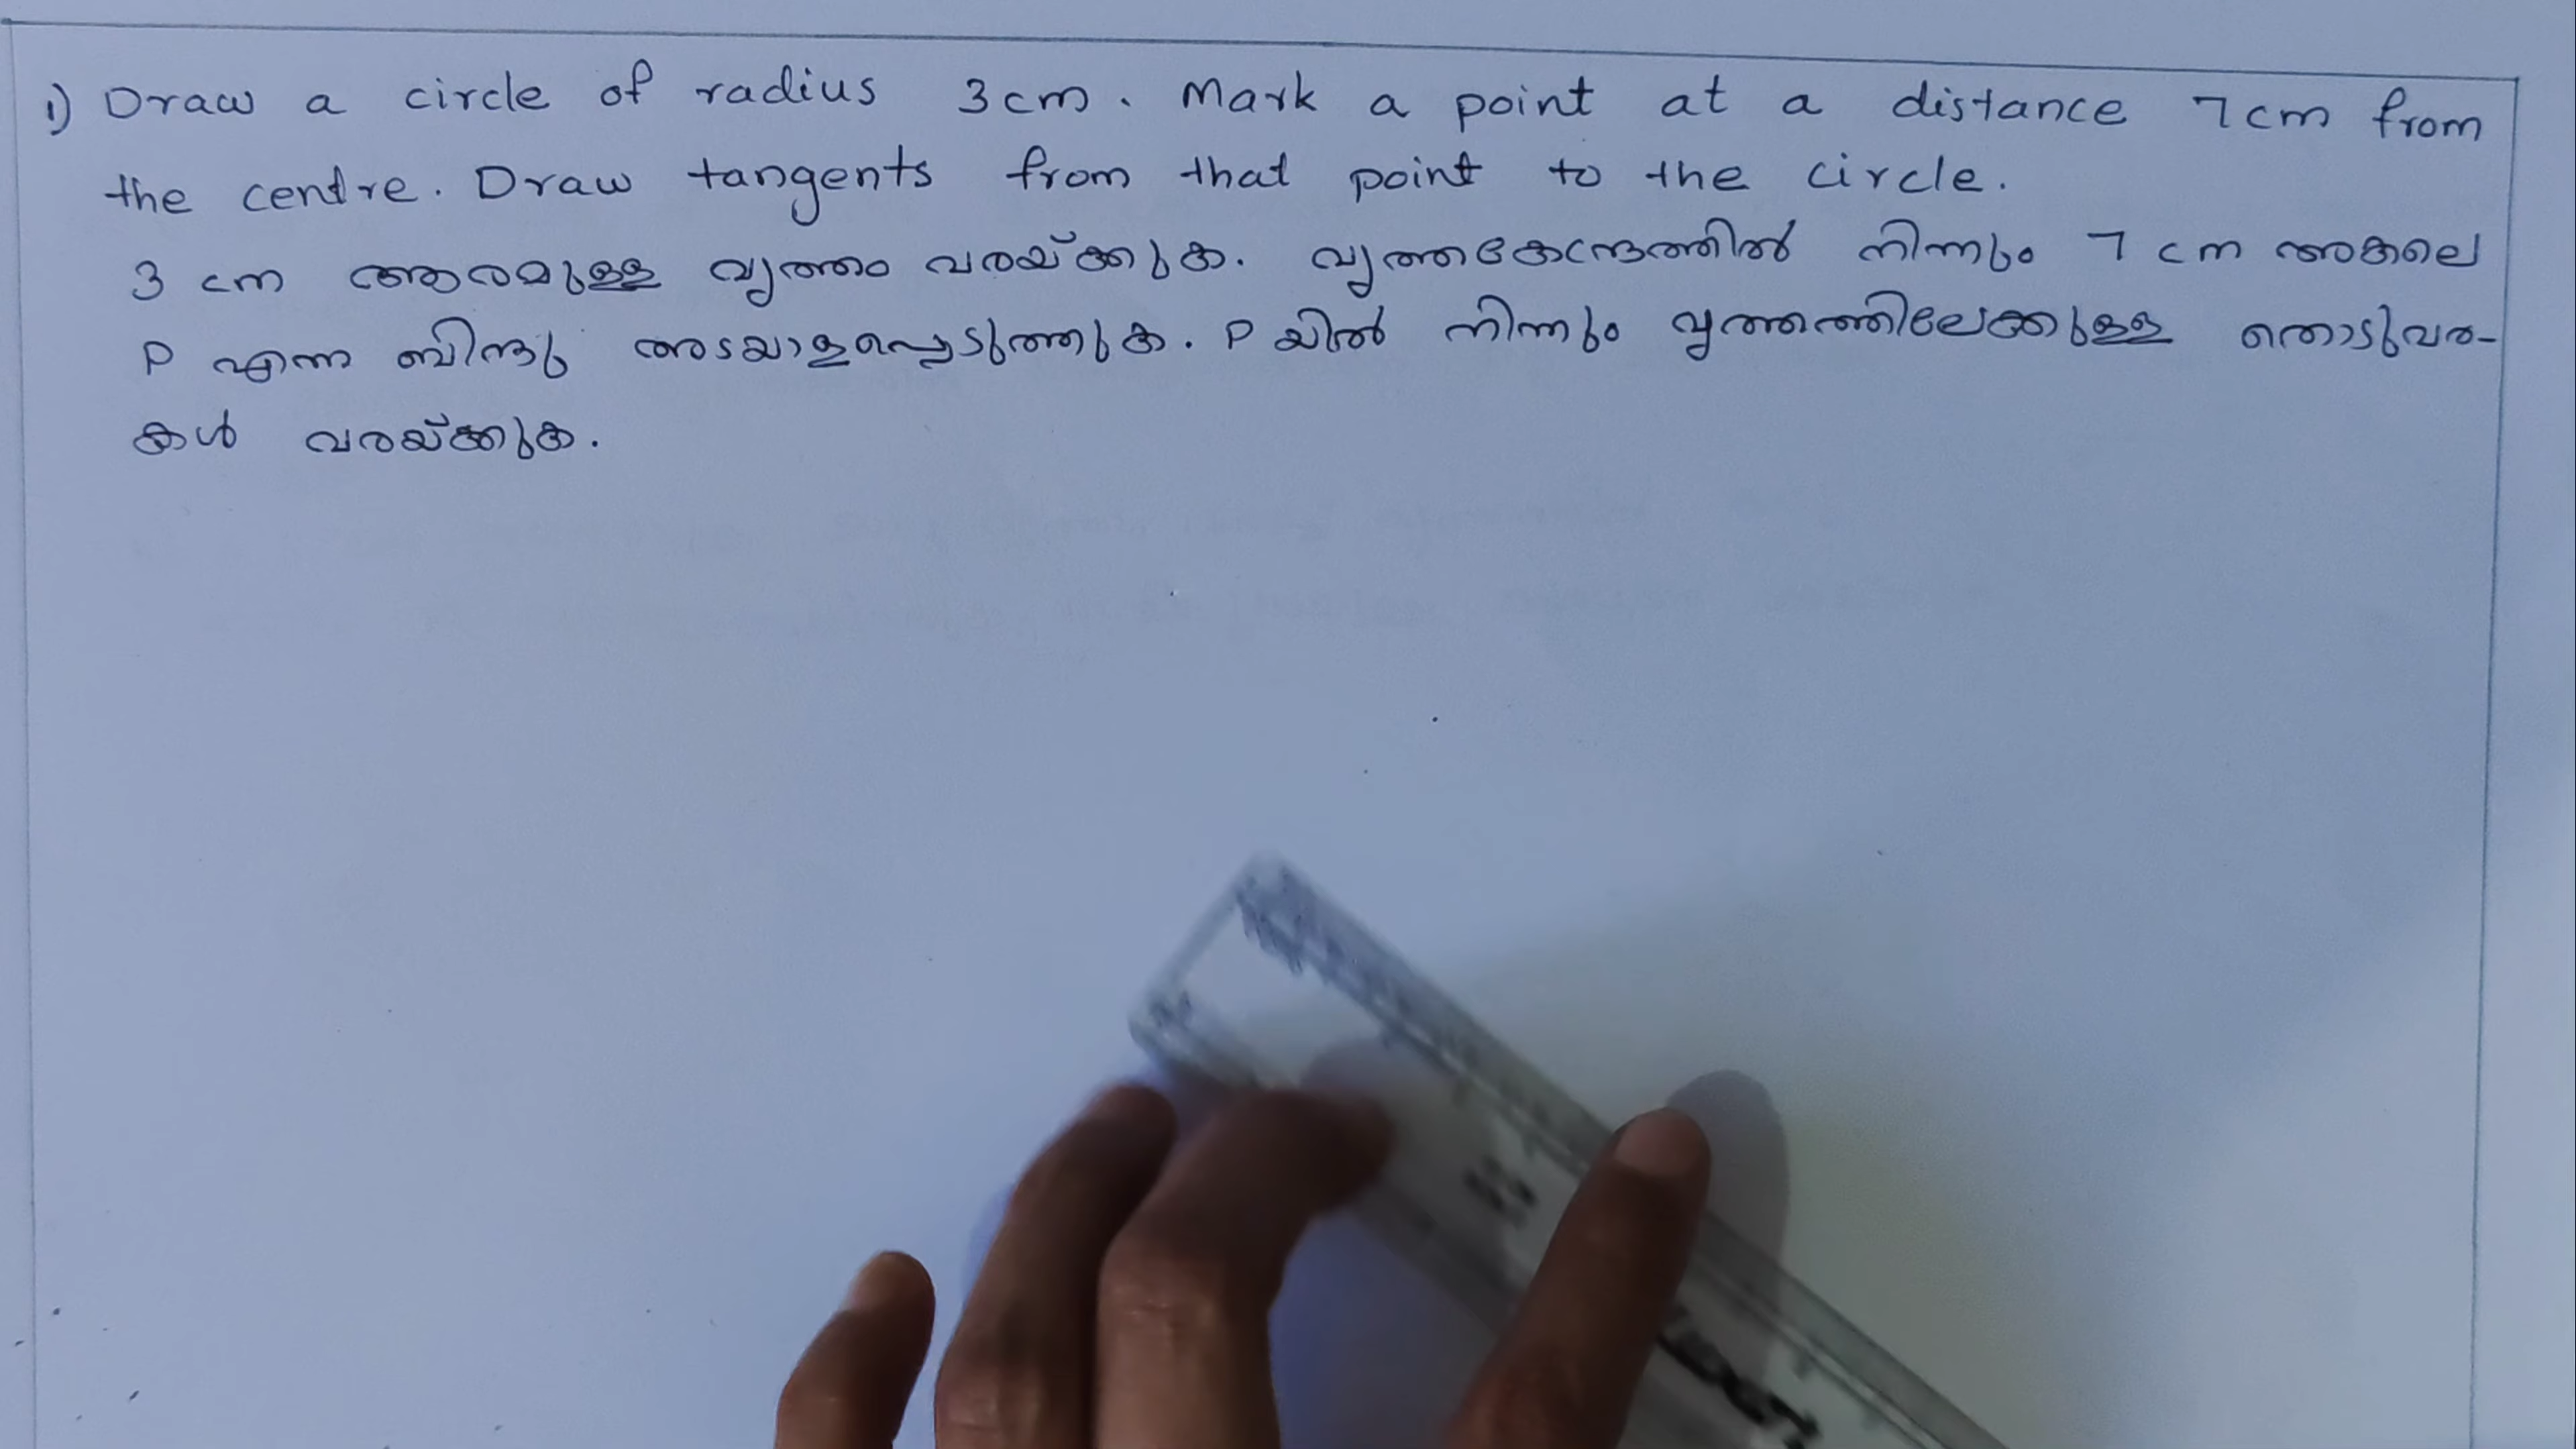 1) Draw a circle of radius 3cm. Mark a point at a distance 7cm from
the centre. Draw tangents from that point to the circle.
3 cm ആരമുള്ള വൃത്തം വരയ്ക്കുക. വൃത്തകേന്ദ്രത്തിൽ നിന്നും 7 cm അകലെ
P എന്ന ബിന്ദു അടയാളപ്പെടുത്തുക. P യിൽ നിന്നും വൃത്തത്തിലേക്കുള്ള തൊടുവര-
കൾ വരയ്ക്കുക.